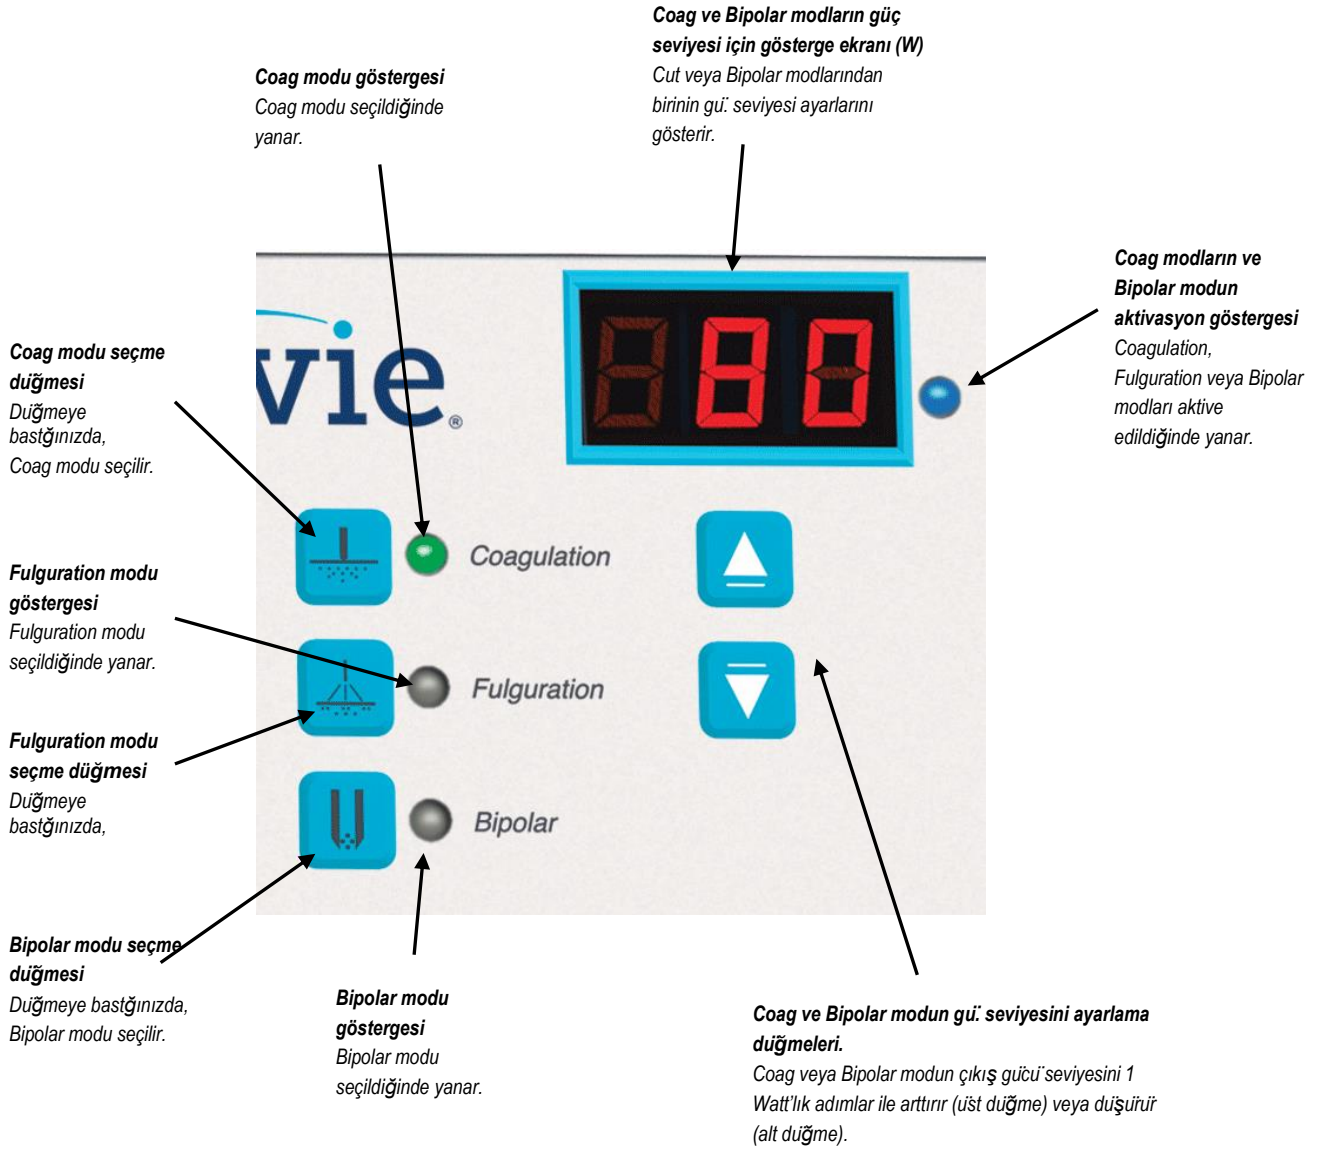 Coag ve Bipolar modların güç
seviyesi için gösterge ekranı (W)
Cut veya Bipolar modlarından
birinin gü. seviyesi ayarlarını
gösterir.
Coag modu göstergesi
Coag modu seçildiğinde
yanar.
Coag modların ve
Bipolar modun
aktivasyon göstergesi
Coagulation,
Fulguration veya Bipolar
modları aktive
edildiğinde yanar.
80
vie®
Coag modu seçme
düğmesi
Düğmeye
bastğınızda,
Coag modu seçilir.
Coagulation
Fulguration modu
göstergesi
Fulguration modu
seçildiğinde yanar.
Fulguration
Fulguration modu
seçme düğmesi
Düğmeye
bastğınızda,
Bipolar
Bipolar modu seçme
düğmesi
Düğmeye bastğınızda,
Bipolar modu seçilir.
Bipolar modu
göstergesi
Bipolar modu
seçildiğinde yanar.
Coag ve Bipolar modun gü. seviyesini ayarlama
düğmeleri.
Coag veya Bipolar modun çıkış gücü seviyesini 1
Watt'lık adımlar ile arttırır (üst düğme) veya düşürür
(alt düğme).